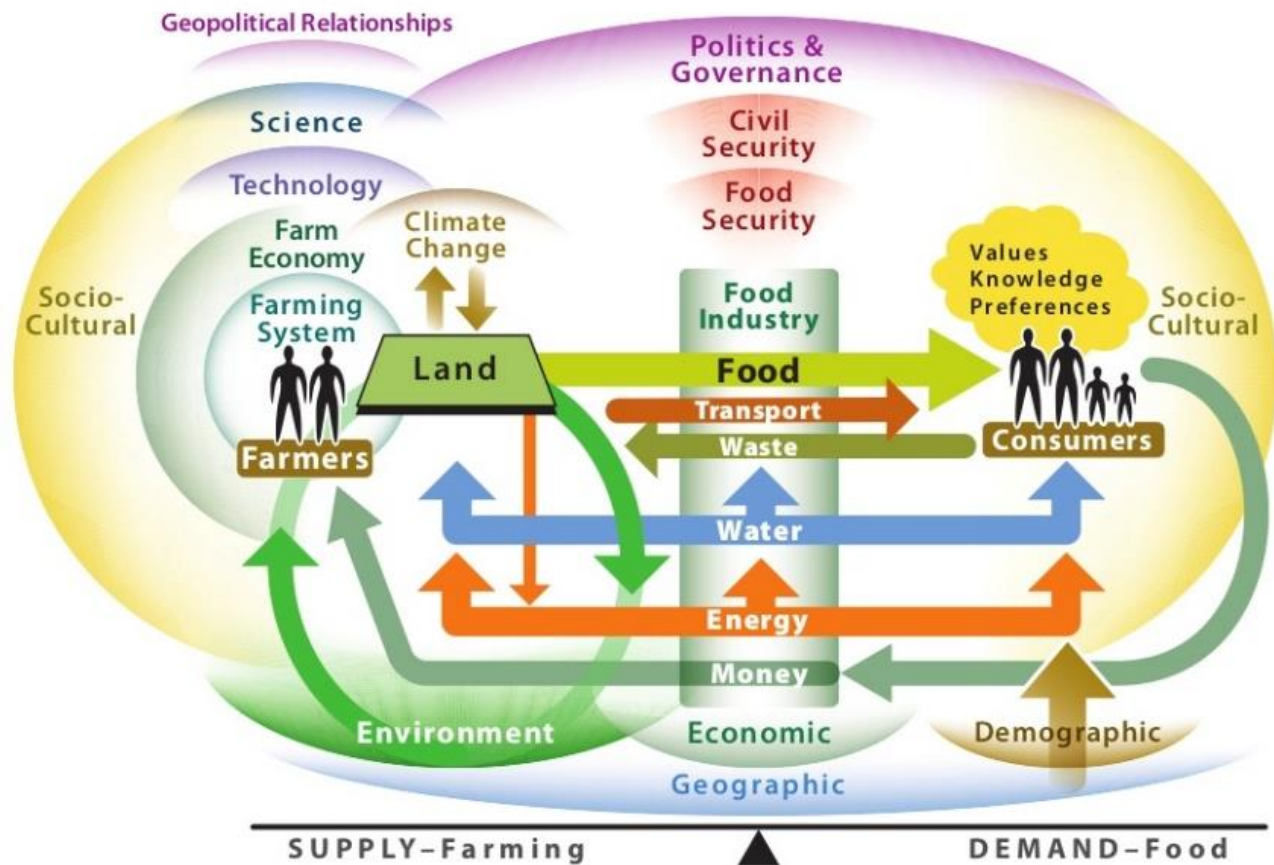 Geopolitical Relationships
Politics &
Governance
Science
Civil
Security
Technology
Food
Security
Climate
Change
Farm
Economy
Values
Knowledge
Preferences
Socio-
Cultural
Farming
System
Food
Industry
Socio-
Cultural
Land
Food
Transport
Farmers
Waste
Consumers
Water
Energy
Money
Environment
Economic
Demographic
Geographic
SUPPLY–Farming
DEMAND–Food